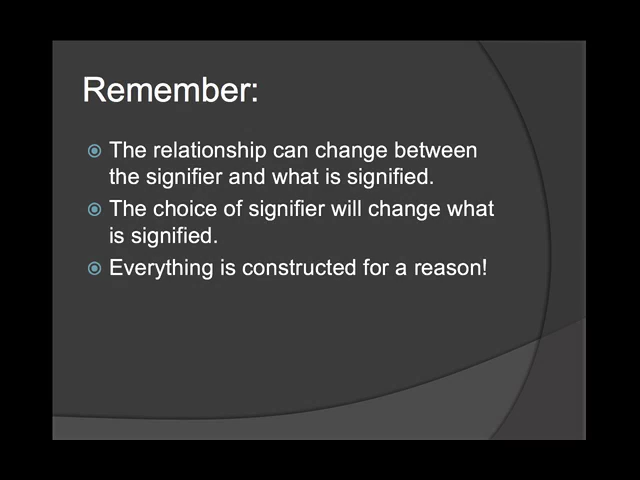 Remember:
The relationship can change between
the signifier and what is signified.
The choice of signifier will change what
is signified.
Everything is constructed for a reason!